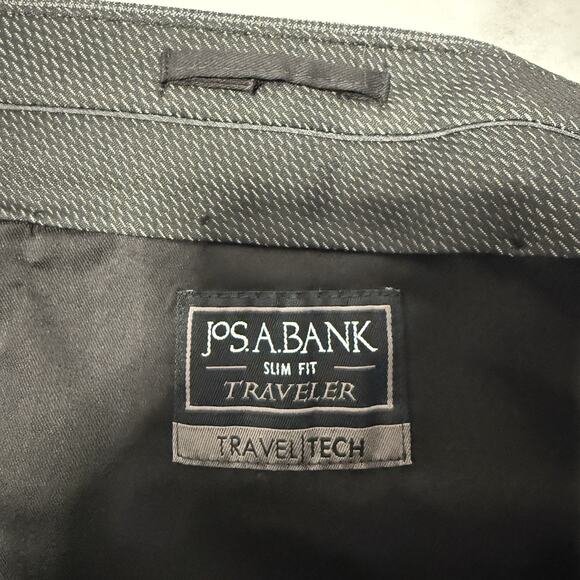 JOS.A.BANK
SLIM FIT
TRAVELER
TRAVEL|TECH